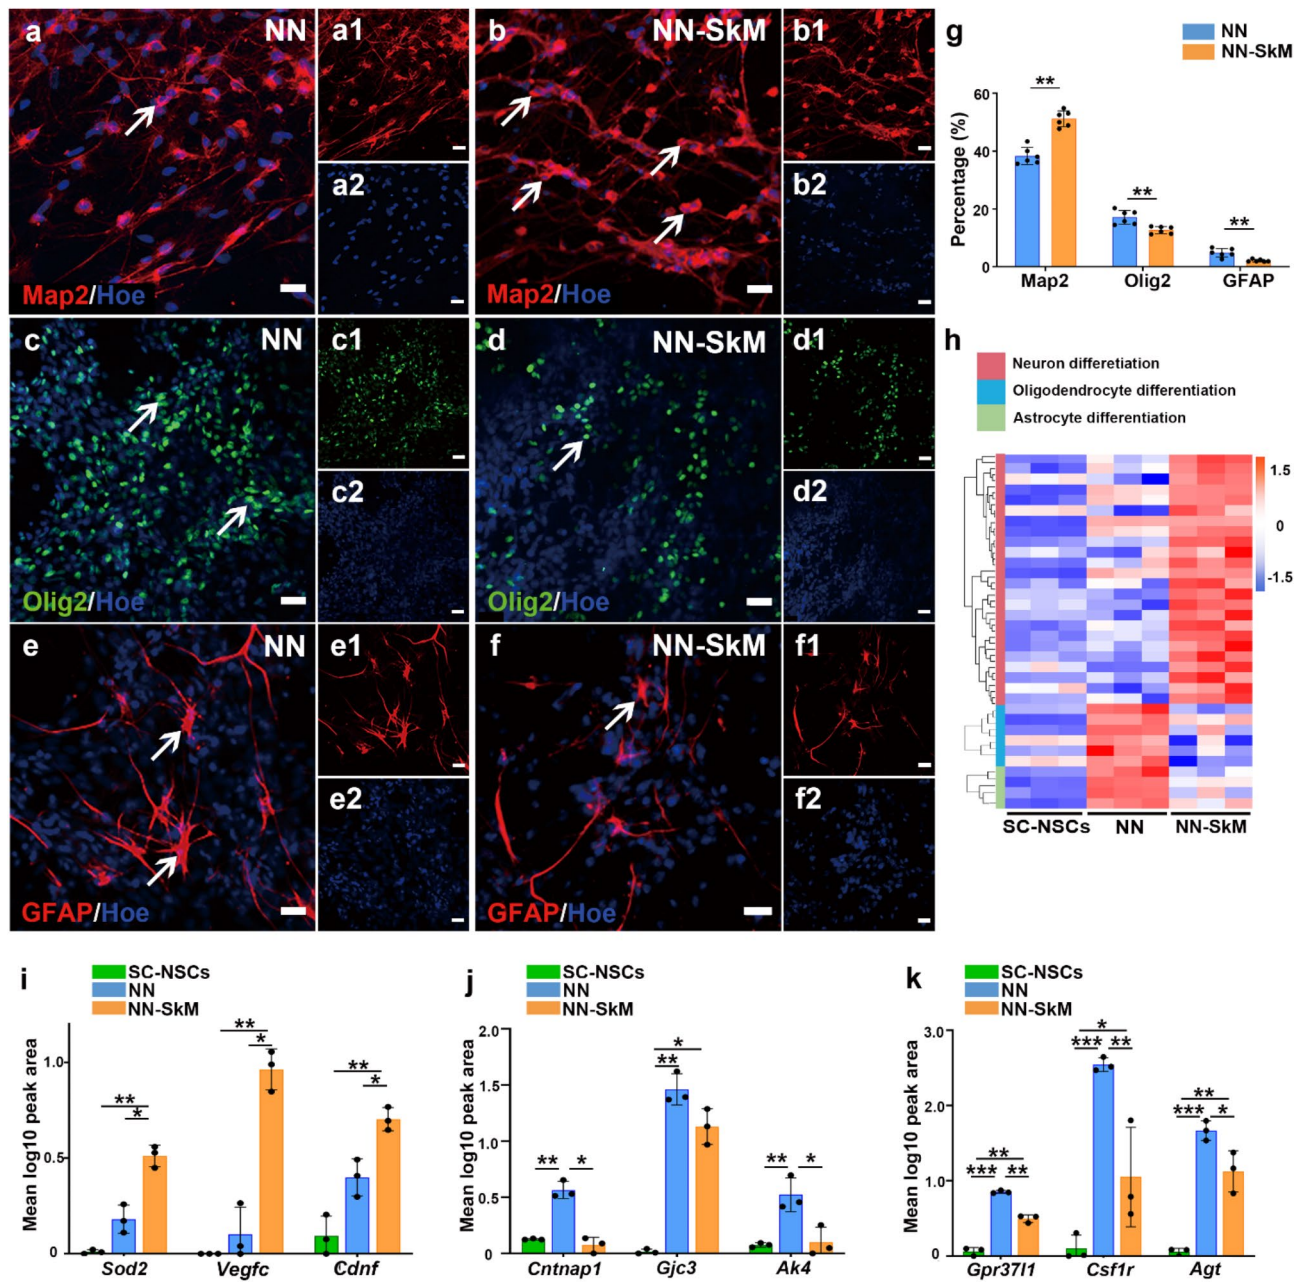 a NN
a1
a2
Map2/Hoe
b NN-SkM
b1
b2
Map2/Hoe
c NN
c1
c2
Olig2/Hoe
d NN-SkM
d1
d2
Olig2/Hoe
e NN
e1
e2
GFAP/Hoe
f NN-SkM
f1
f2
GFAP/Hoe
g
NN
NN-SkM
Percentage (%)
60
40
20
0
** ** **
Map2 Olig2 GFAP
h
Neuron differetiation
Oligodendrocyte differentiation
Astrocyte differentiation
1.5
0
-1.5
SC-NSCs NN NN-SkM
i
SC-NSCs
NN
NN-SkM
Mean log10 peak area
1.0
0.5
0
** * ** * ** *
Sod2 Vegfc Cdnf
j
SC-NSCs
NN
NN-SkM
Mean log10 peak area
2.0
1.5
1.0
0.5
0
** * ** * ** *
Cntnap1 Gjc3 Ak4
k
SC-NSCs
NN
NN-SkM
Mean log10 peak area
3.0
2.0
1.0
0
** *** ** * *** ** ** *** *
Gpr37l1 Csf1r Agt